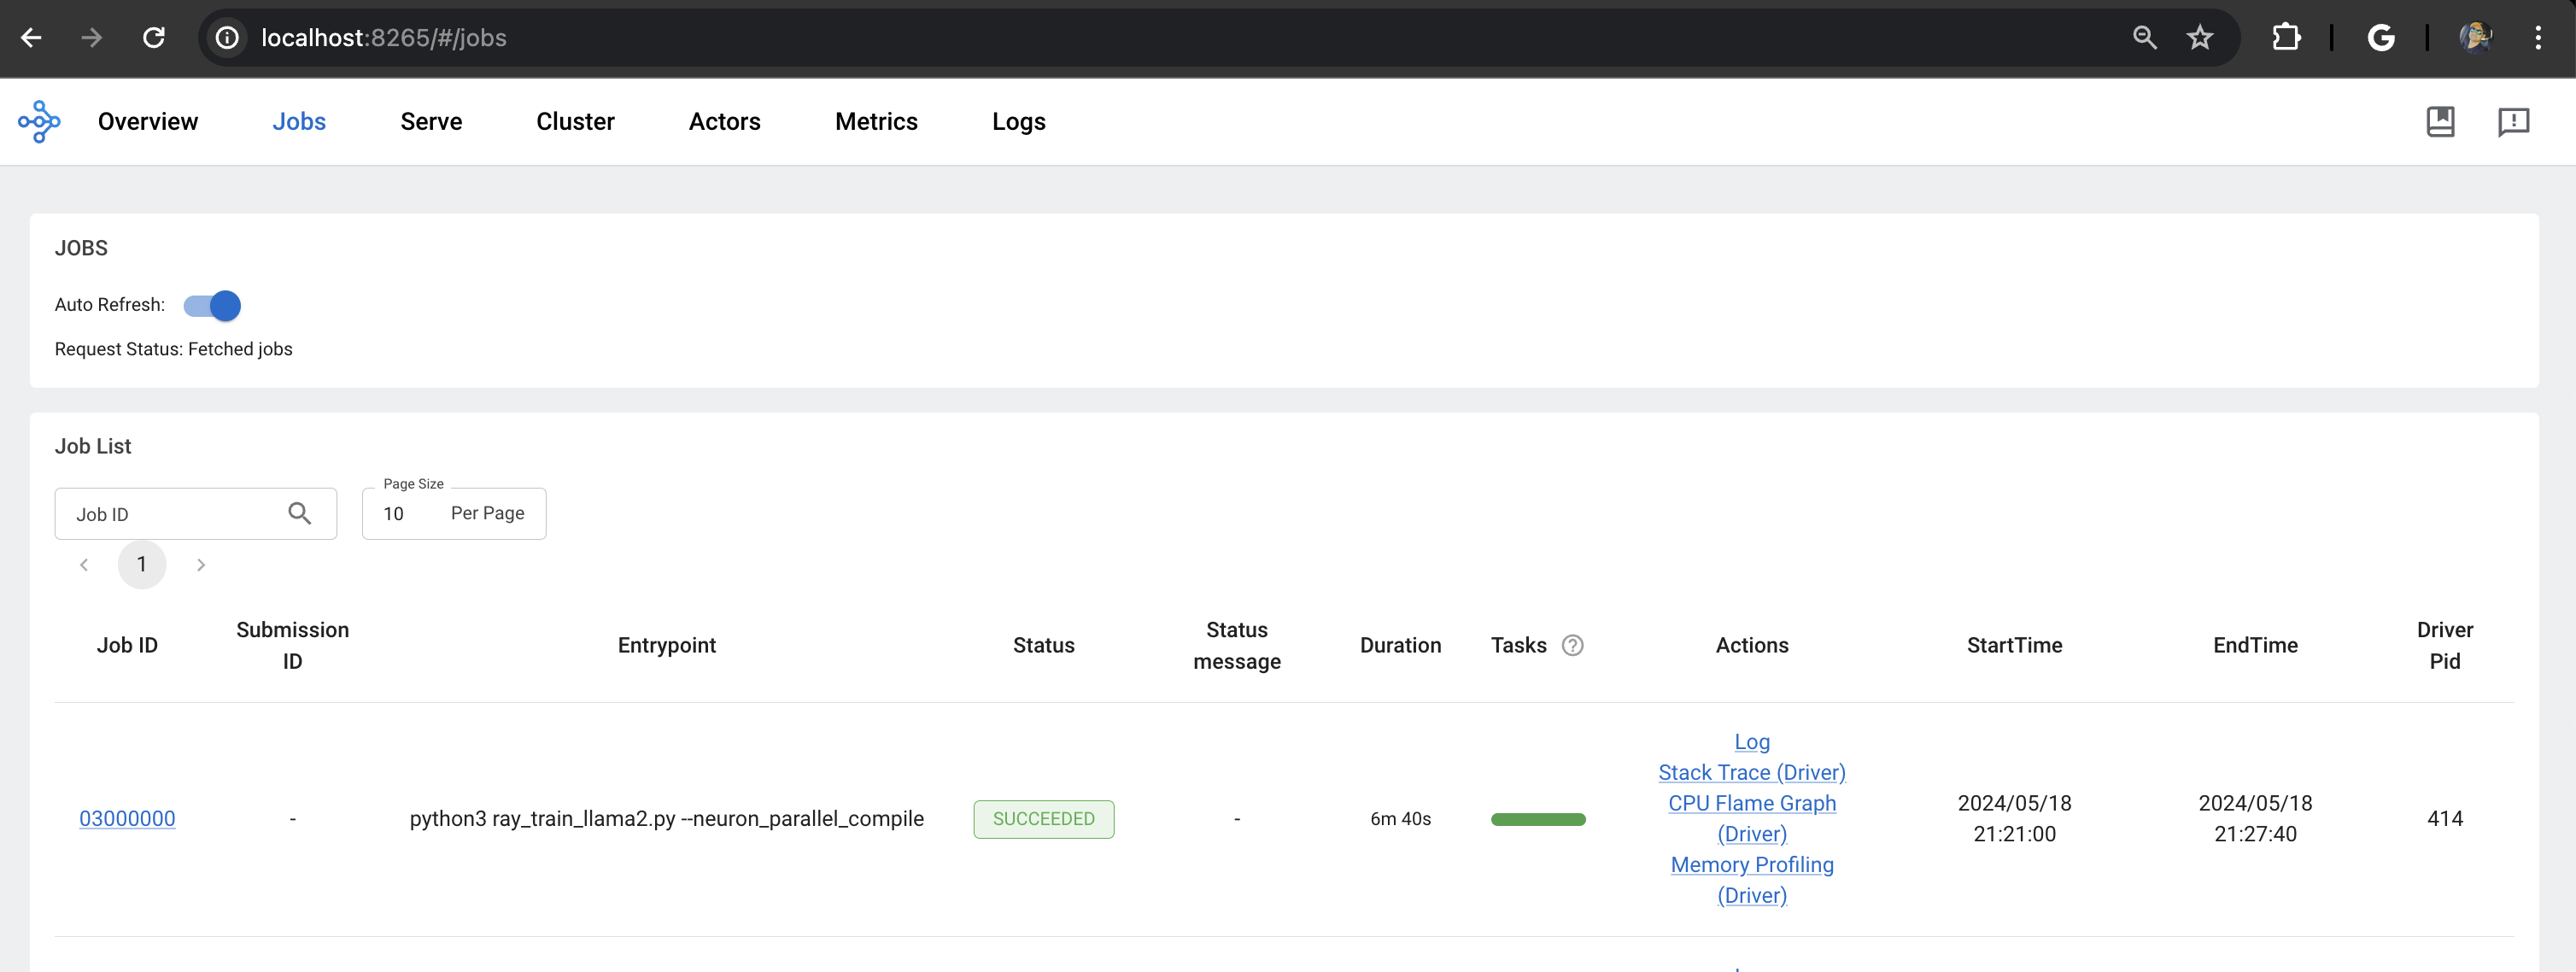 localhost:8265/#/jobs
Overview Jobs Serve Cluster Actors Metrics Logs
JOBS
Auto Refresh:
Request Status: Fetched jobs
Job List
Page Size
Job ID 10 Per Page
1
Job ID Submission ID Entrypoint Status Status message Duration Tasks Actions StartTime EndTime Driver Pid
Log
Stack Trace (Driver)
CPU Flame Graph
(Driver)
Memory Profiling
(Driver)
03000000 - python3 ray_train_llama2.py --neuron_parallel_compile SUCCEEDED - 6m 40s 2024/05/18 21:21:00 2024/05/18 21:27:40 414